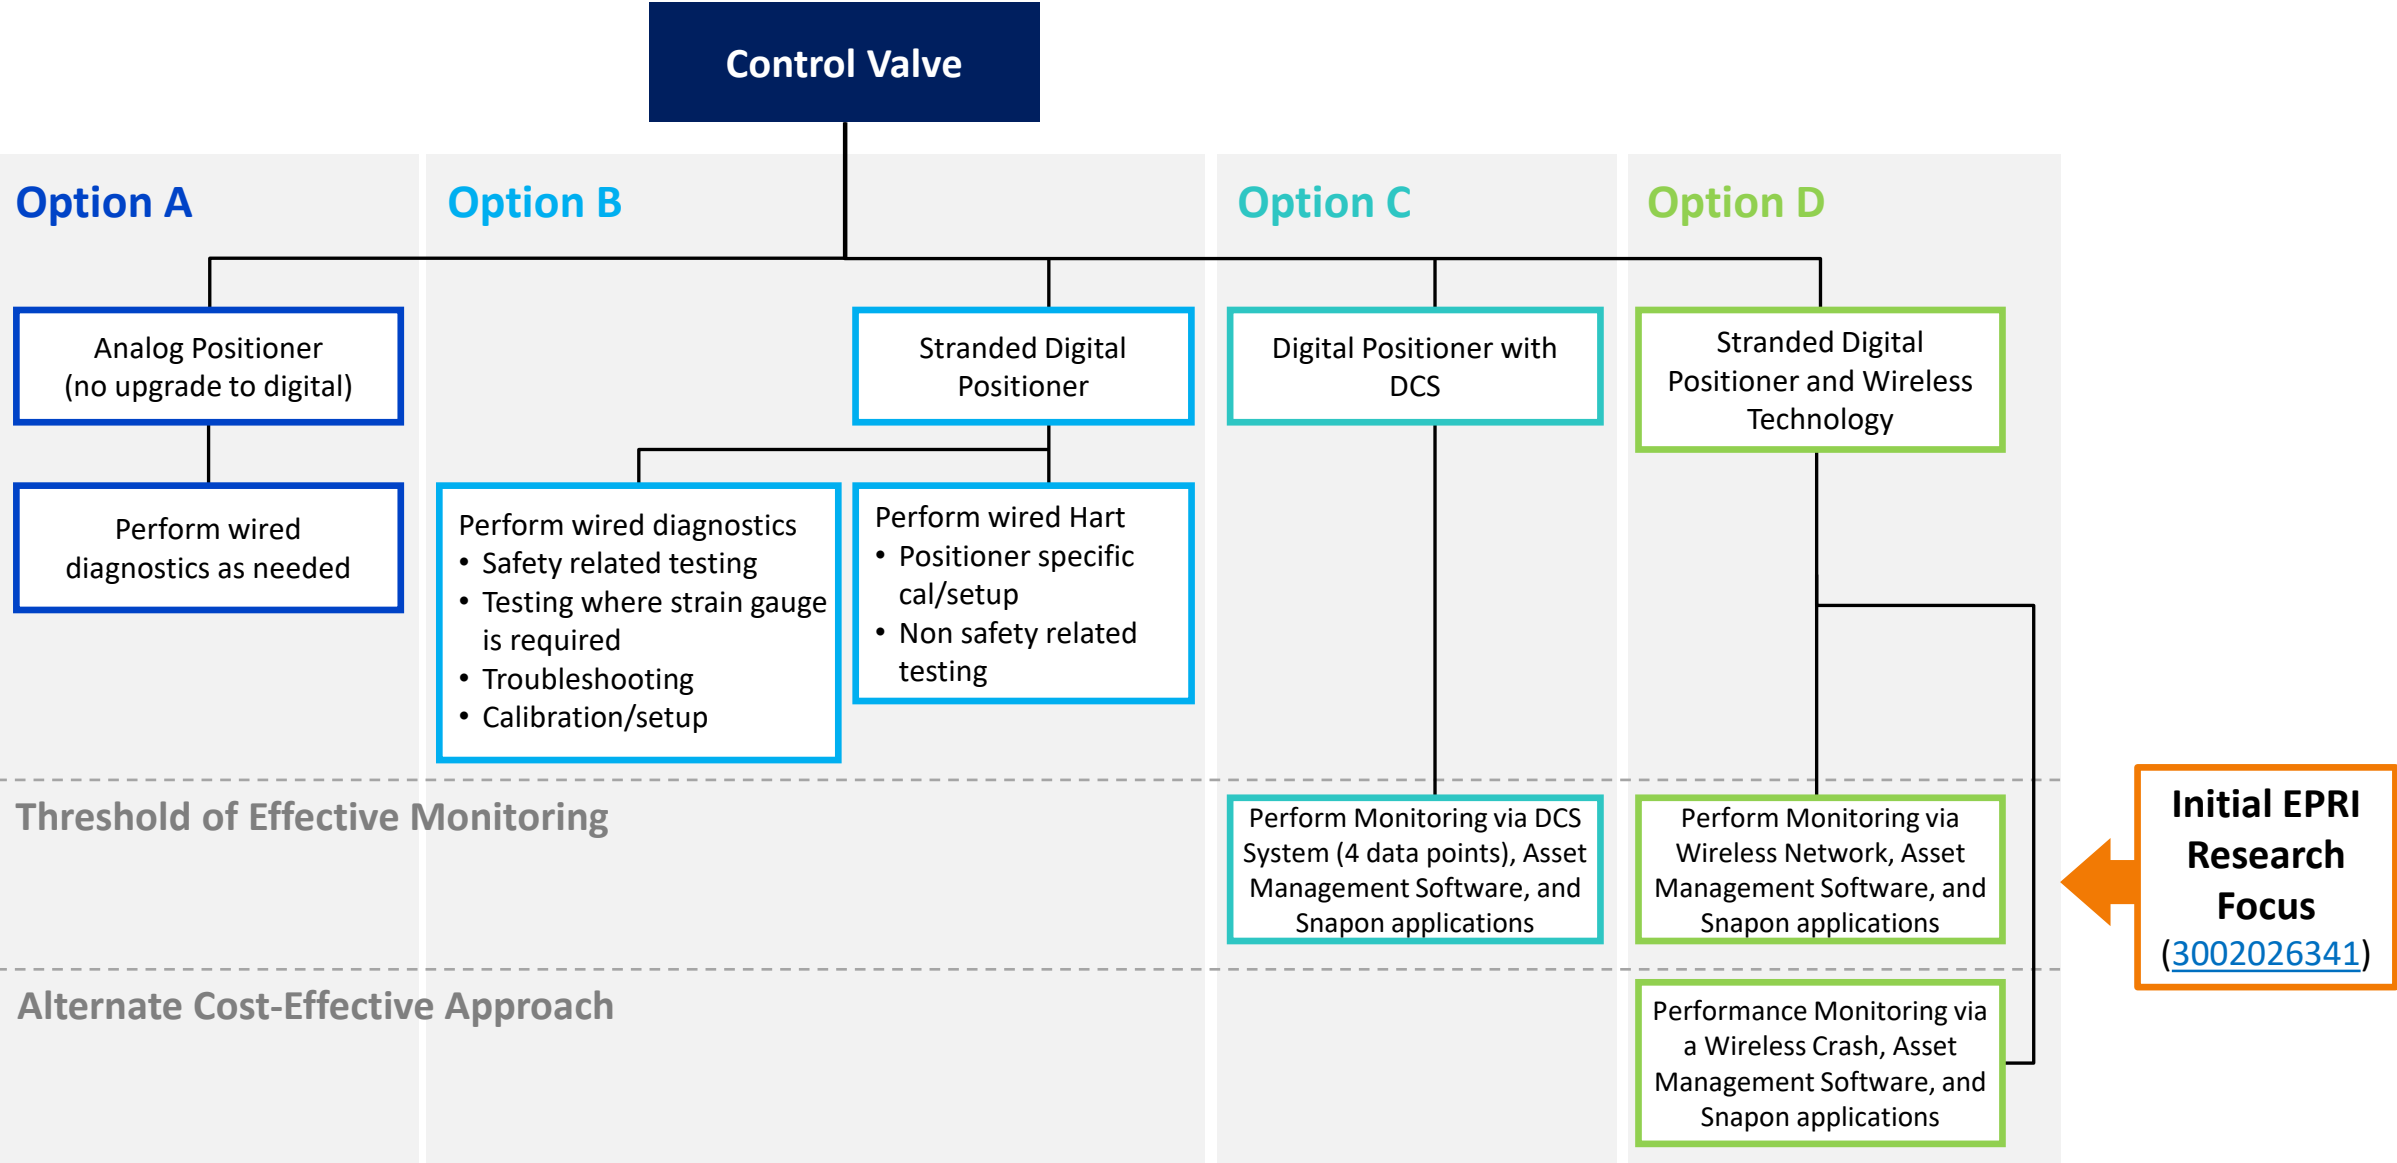 Control Valve
Option A
Option B
Option C
Option D
Analog Positioner
(no upgrade to digital)
Stranded Digital
Positioner
Digital Positioner with
DCS
Stranded Digital
Positioner and Wireless
Technology
Perform wired
diagnostics as needed
Perform wired diagnostics
• Safety related testing
• Testing where strain gauge
is required
• Troubleshooting
• Calibration/setup
Perform wired Hart
• Positioner specific
cal/setup
• Non safety related
testing
Threshold of Effective Monitoring
Perform Monitoring via DCS
System (4 data points), Asset
Management Software, and
Snapon applications
Perform Monitoring via
Wireless Network, Asset
Management Software, and
Snapon applications
Initial EPRI
Research
Focus
(3002026341)
Alternate Cost-Effective Approach
Performance Monitoring via
a Wireless Crash, Asset
Management Software, and
Snapon applications